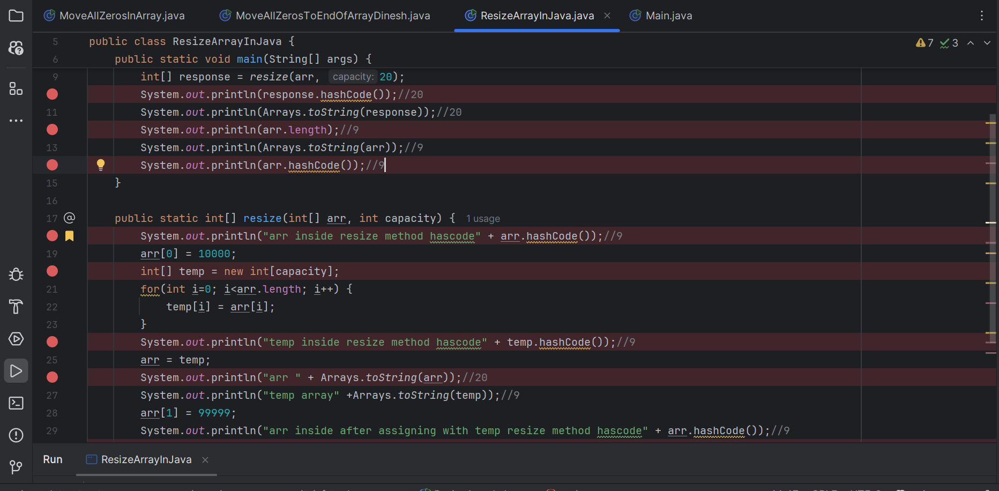 MoveAllZerosInArray.java MoveAllZerosToEndOfArrayDinesh.java ResizeArrayInJava.java Main.java
5 public class ResizeArrayInJava { 7 3
6 public static void main(String[] args) {
9 int[] response = resize(arr, capacity: 20);
System.out.println(response.hashCode());//20
11 System.out.println(Arrays.toString(response));//20
System.out.println(arr.length);//9
13 System.out.println(Arrays.toString(arr));//9
System.out.println(arr.hashCode());//9
15 }
16
17 @ public static int[] resize(int[] arr, int capacity) { 1 usage
System.out.println("arr inside resize method hascode" + arr.hashCode());//9
19 arr[0] = 10000;
int[] temp = new int[capacity];
21 for(int i=0; i<arr.length; i++) {
22 temp[i] = arr[i];
23 }
System.out.println("temp inside resize method hascode" + temp.hashCode());//9
25 arr = temp;
System.out.println("arr " + Arrays.toString(arr));//20
27 System.out.println("temp array" +Arrays.toString(temp));//9
28 arr[1] = 99999;
29 System.out.println("arr inside after assigning with temp resize method hascode" + arr.hashCode());//9
Run ResizeArrayInJava